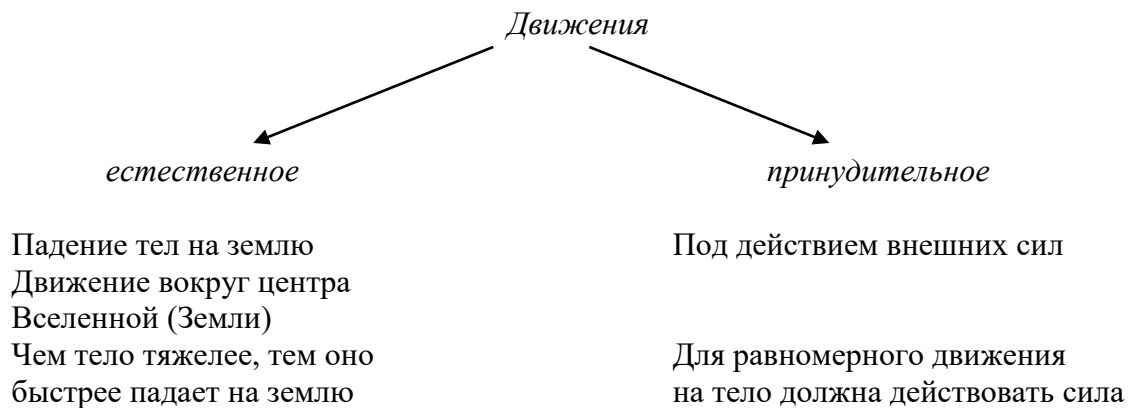 Движения
естественное
принудительное
Падение тел на землю
Движение вокруг центра
Вселенной (Земли)
Чем тело тяжелее, тем оно
быстрее падает на землю
Под действием внешних сил
Для равномерного движения
на тело должна действовать сила